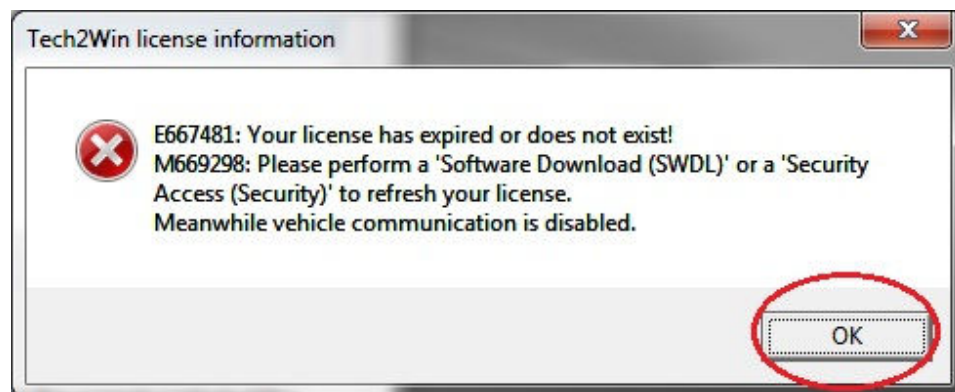 Tech2Win license information
E667481: Your license has expired or does not exist!
M669298: Please perform a 'Software Download (SWDL)' or a 'Security
Access (Security)' to refresh your license.
Meanwhile vehicle communication is disabled.
OK